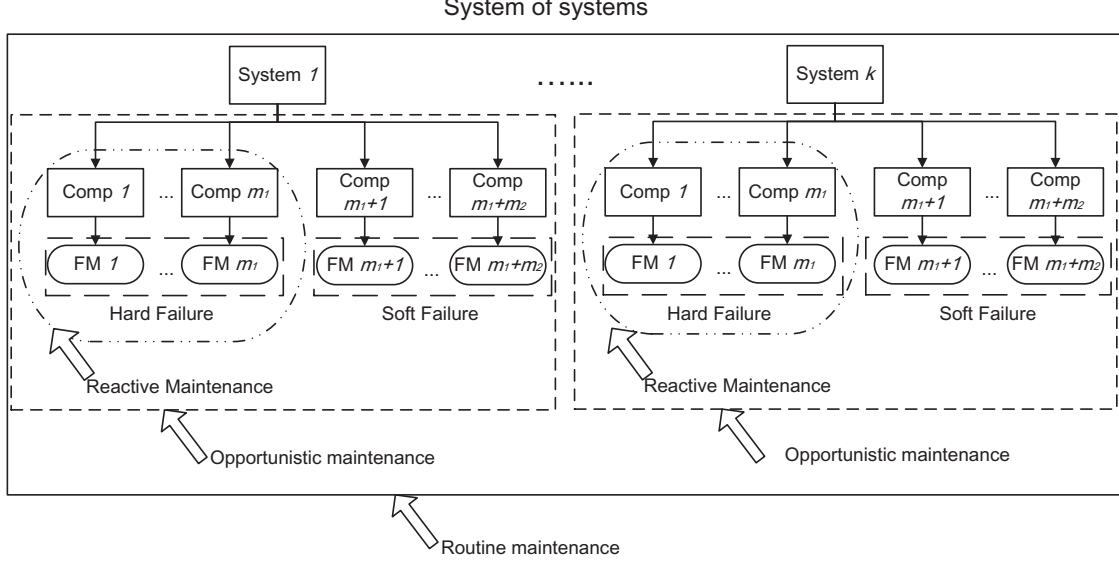 System of systems
System 1
......
System k
Comp 1
...
Comp m₁
Comp
m₁+1
...
Comp
m₁+m₂
Comp 1
...
Comp m₁
Comp
m₁+1
...
Comp
m₁+m₂
FM 1
...
FM m₁
FM m₁+1
...
FM m₁+m₂
FM 1
...
FM m₁
FM m₁+1
...
FM m₁+m₂
Hard Failure
Soft Failure
Hard Failure
Soft Failure
Reactive Maintenance
Reactive Maintenance
Opportunistic maintenance
Opportunistic maintenance
Routine maintenance